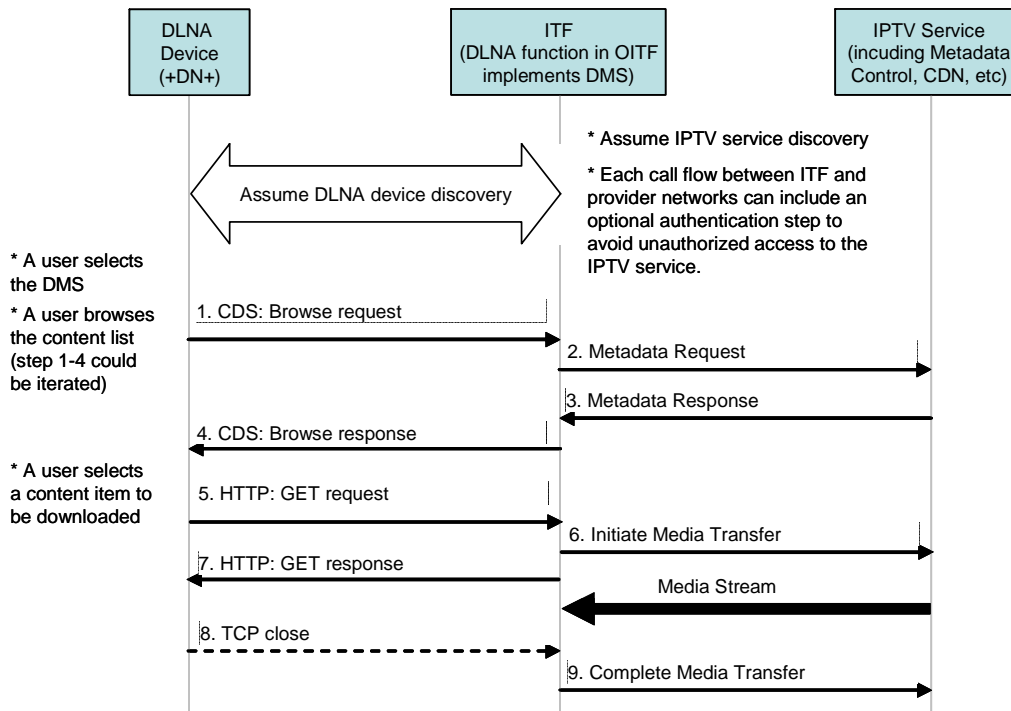 DLNA
Device
(+DN+)
ITF
(DLNA function in OITF
implements DMS)
IPTV Service
(incuding Metadata
Control, CDN, etc)
* Assume IPTV service discovery
Assume DLNA device discovery
* Each call flow between ITF and
provider networks can include an
optional authentication step to
avoid unauthorized access to the
IPTV service.
* A user selects
the DMS
* A user browses
the content list
(step 1-4 could
be iterated)
1. CDS: Browse request
2. Metadata Request
3. Metadata Response
4. CDS: Browse response
* A user selects
a content item to
be downloaded
5. HTTP: GET request
6. Initiate Media Transfer
7. HTTP: GET response
Media Stream
8. TCP close
9. Complete Media Transfer